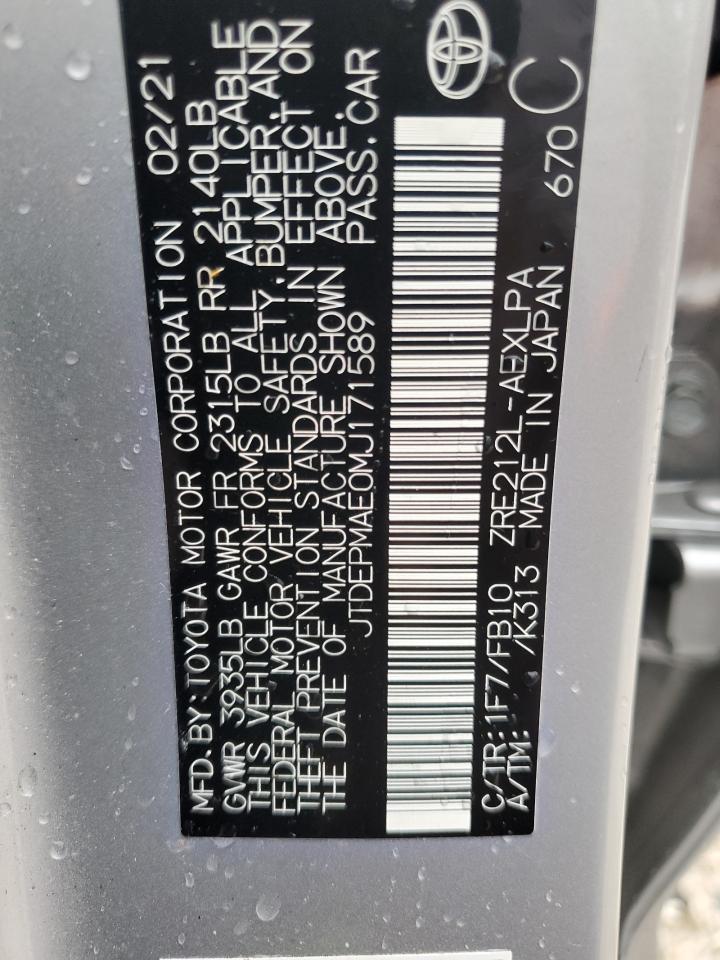 MFD.BY: TOYOTA MOTOR CORPORATION 02/21
GVWR 3935LB GAWR FR 2315LB RR 2140LB
THIS VEHICLE CONFORMS TO ALL APPLICABLE
FEDERAL MOTOR VEHICLE SAFETY,BUMPER,AND
THEFT PREVENTION STANDARDS IN EFFECT ON
THE DATE OF MANUFACTURE SHOWN ABOVE.
JTDEPMAE0MJ171589 PASS.CAR
C/TR:1F7/FB10 ZRE212L-AEXLPA 670
A/TM: /K313 MADE IN JAPAN C